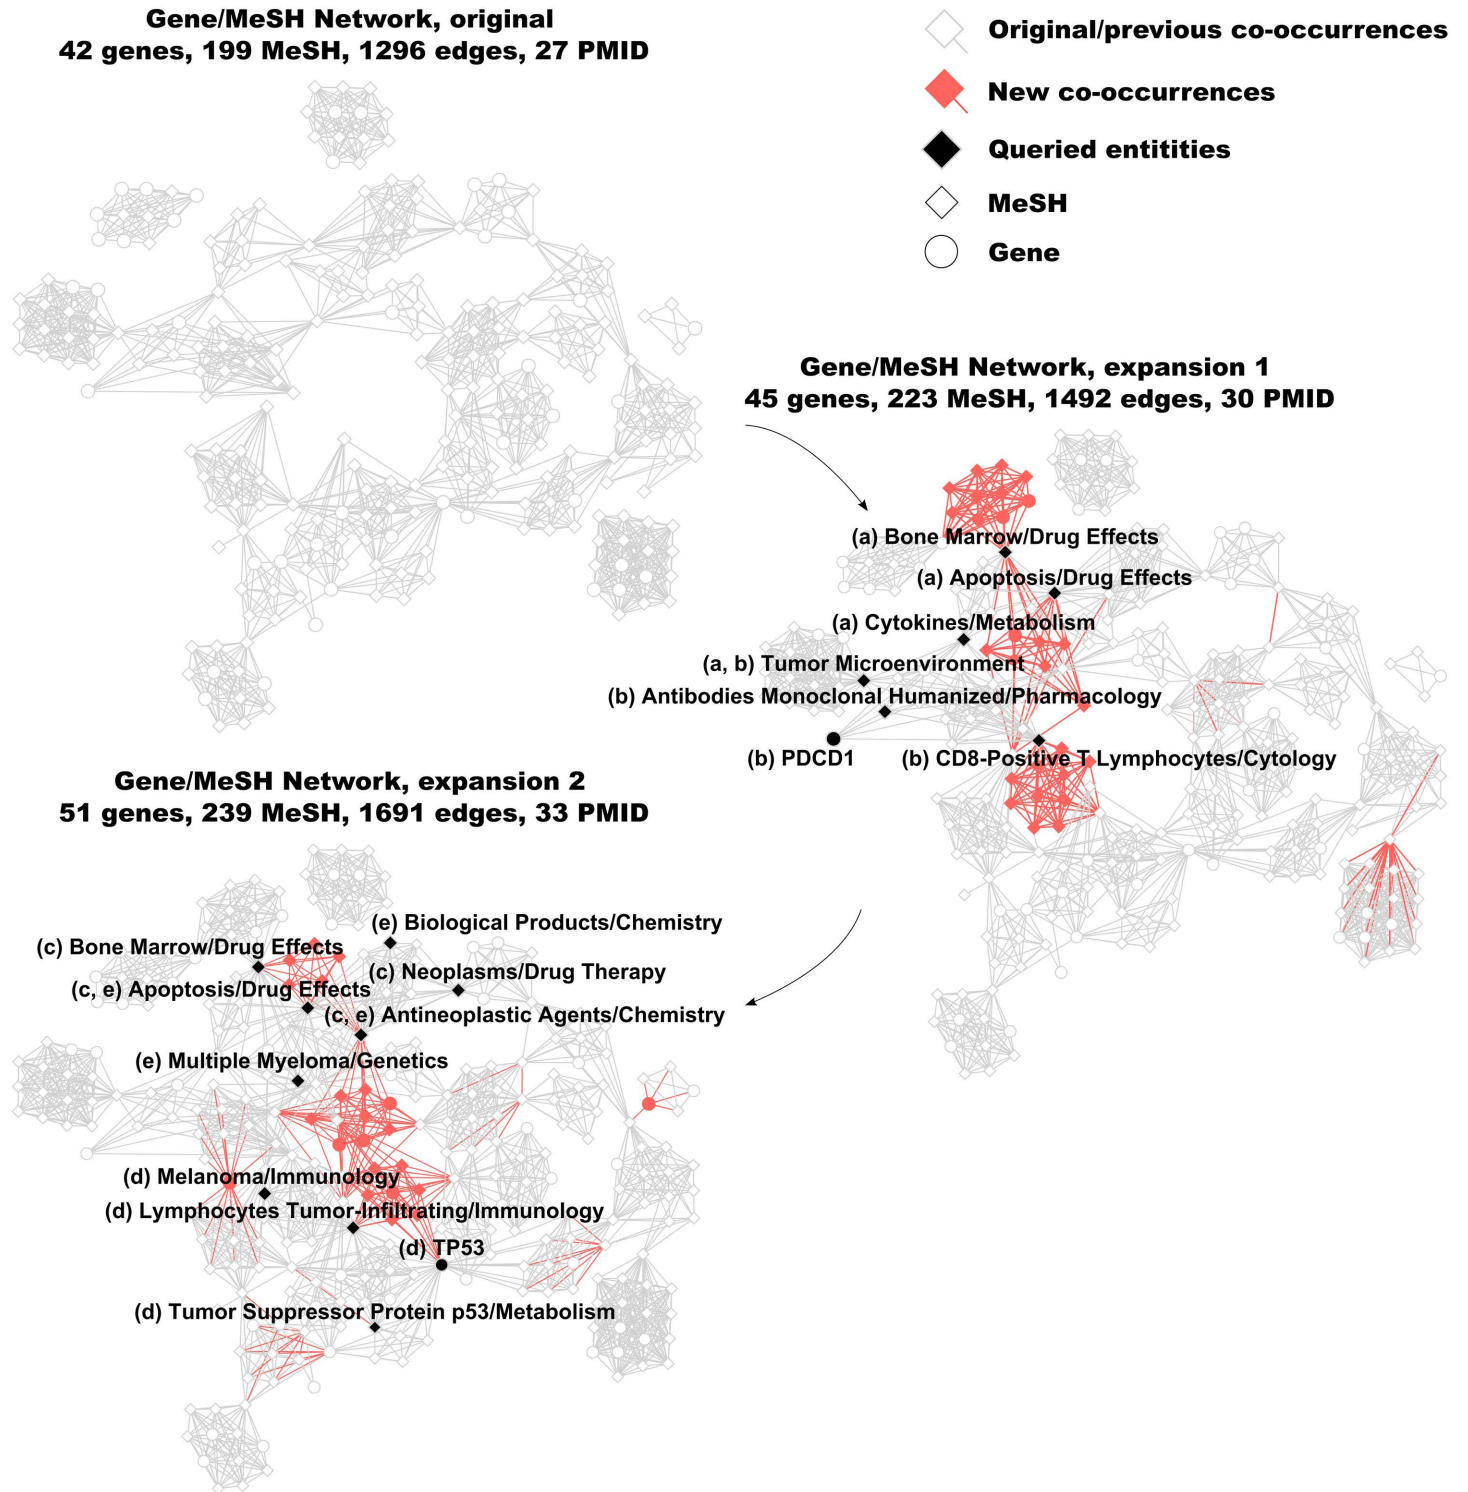 Gene/MeSH Network, original
42 genes, 199 MeSH, 1296 edges, 27 PMID
Original/previous co-occurrences
New co-occurrences
Queried entitities
MeSH
Gene
Gene/MeSH Network, expansion 1
45 genes, 223 MeSH, 1492 edges, 30 PMID
(a) Bone Marrow/Drug Effects
(a) Apoptosis/Drug Effects
(a) Cytokines/Metabolism
(a, b) Tumor Microenvironment
(b) Antibodies Monoclonal Humanized/Pharmacology
(b) PDCD1
(b) CD8-Positive T Lymphocytes/Cytology
Gene/MeSH Network, expansion 2
51 genes, 239 MeSH, 1691 edges, 33 PMID
(e) Biological Products/Chemistry
(c) Bone Marrow/Drug Effects
(c) Neoplasms/Drug Therapy
(c, e) Apoptosis/Drug Effects
(c, e) Antineoplastic Agents/Chemistry
(e) Multiple Myeloma/Genetics
(d) Melanoma/Immunology
(d) Lymphocytes Tumor-Infiltrating/Immunology
(d) TP53
(d) Tumor Suppressor Protein p53/Metabolism